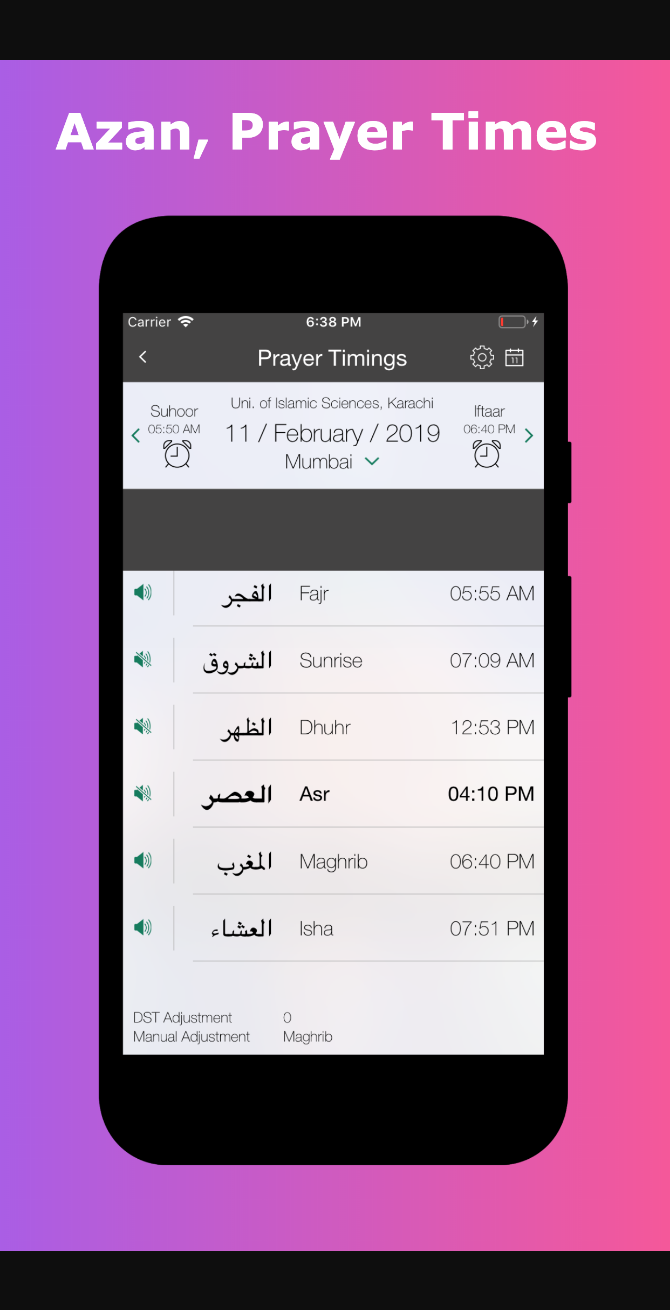 Azan, Prayer Times
Carrier 6:38 PM
Prayer Timings 11
Suhoor Uni. of Islamic Sciences, Karachi Iftaar
05:50 AM 11 / February / 2019 06:40 PM
Mumbai
الفجر Fajr 05:55 AM
الشروق Sunrise 07:09 AM
الظهر Dhuhr 12:53 PM
العصر Asr 04:10 PM
المغرب Maghrib 06:40 PM
العشاء Isha 07:51 PM
DST Adjustment 0
Manual Adjustment Maghrib